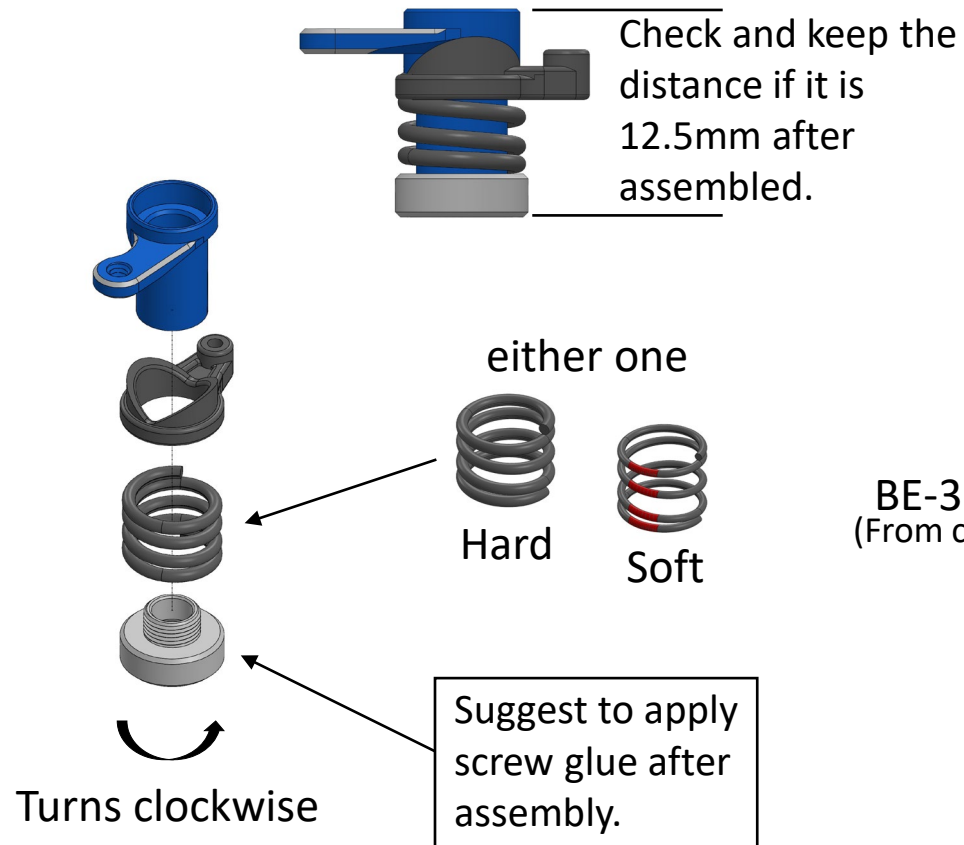 Check and keep the
distance if it is
12.5mm after
assembled.
either one
Hard
Soft
BE-3
(From
Suggest to apply
screw glue after
assembly.
Turns clockwise